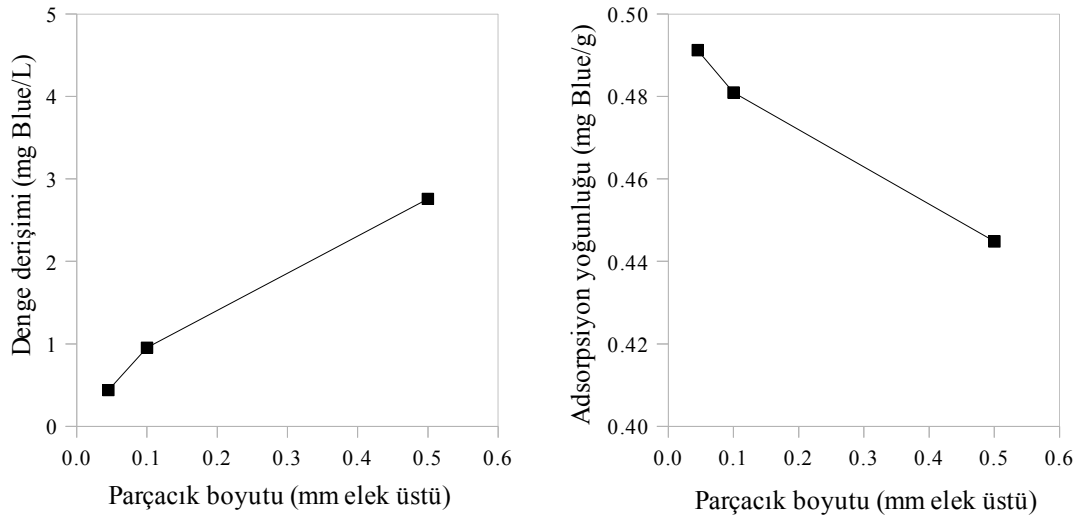 Denge derişimi (mg Blue/L)
5
4
3
2
1
0
0.0 0.1 0.2 0.3 0.4 0.5 0.6
Parçacık boyutu (mm elek üstü)
Adsorpsiyon yoğunluğu (mg Blue/g)
0.50
0.48
0.46
0.44
0.42
0.40
0.0 0.1 0.2 0.3 0.4 0.5 0.6
Parçacık boyutu (mm elek üstü)